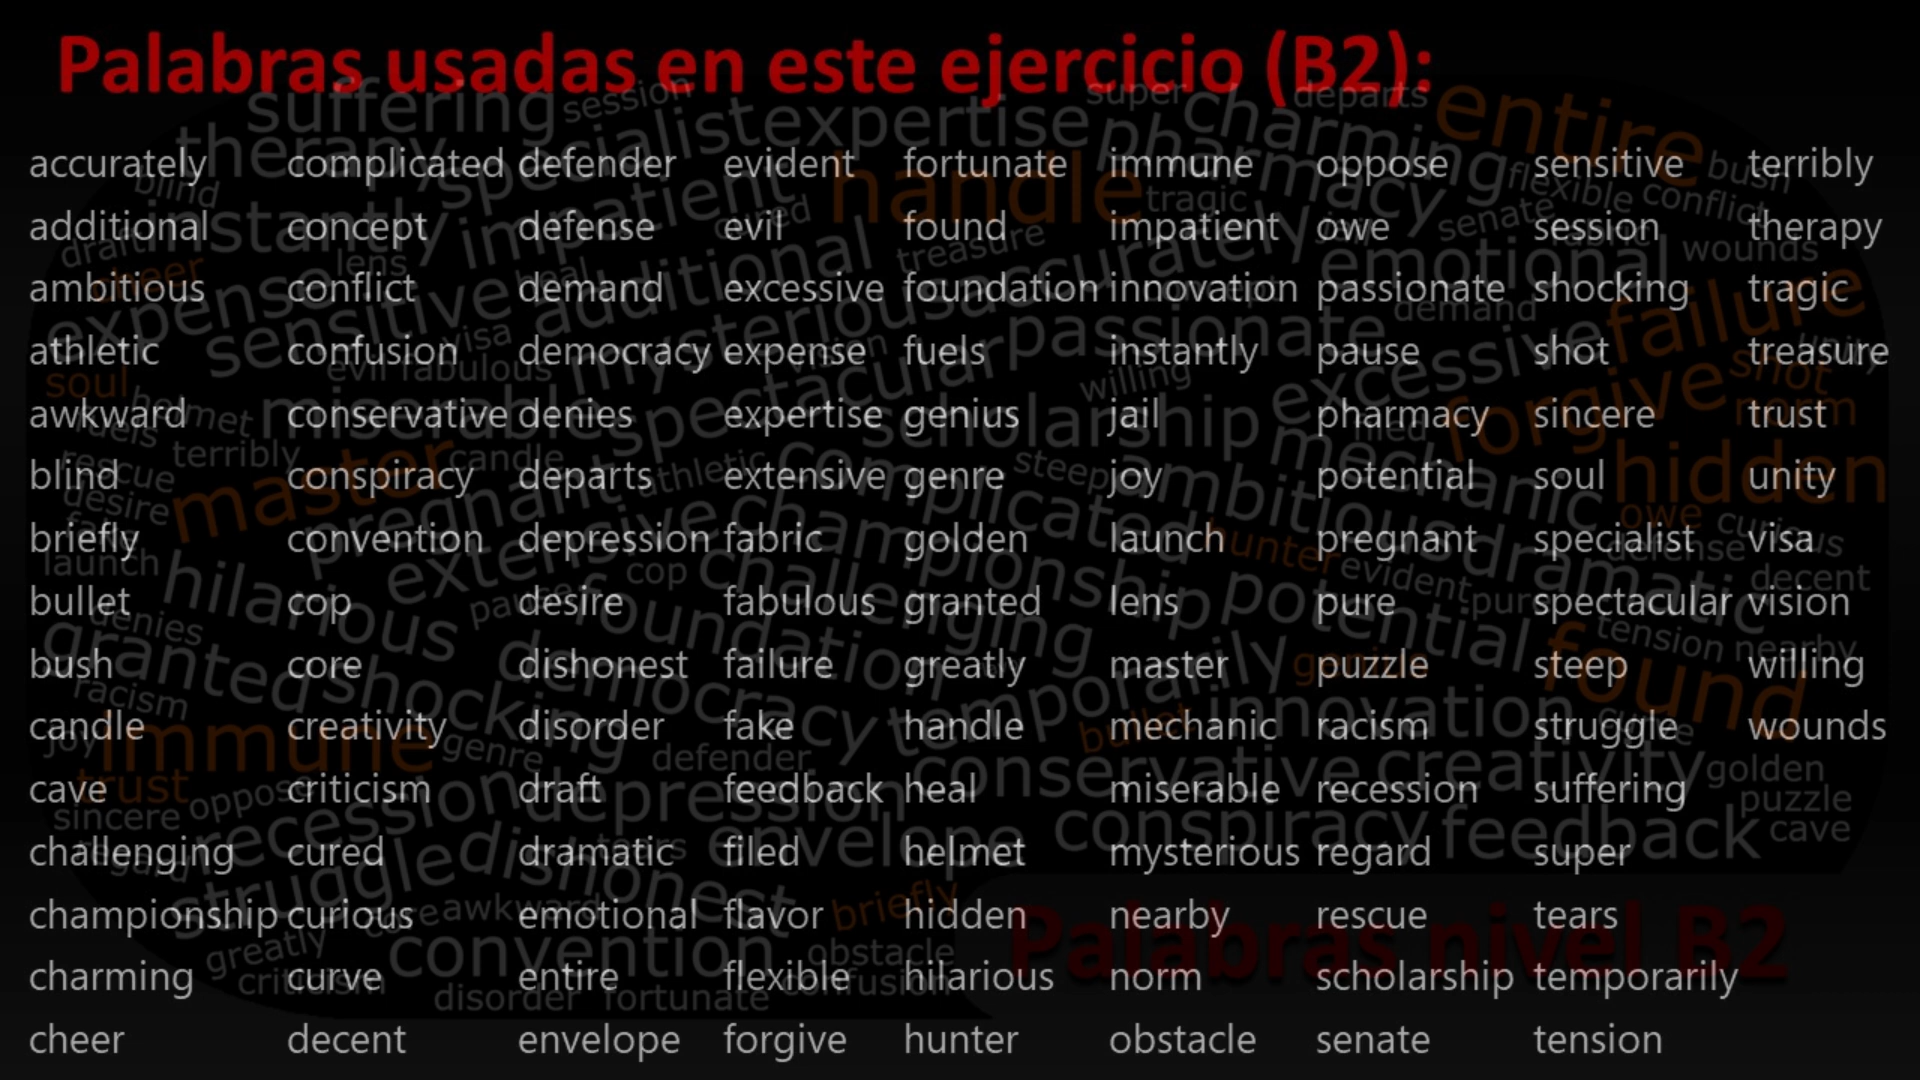 Palabras usadas en este ejercicio (B2):
accurately complicated defender evident fortunate immune oppose sensitive terribly
additional concept defense evil found impatient owe session therapy
ambitious conflict demand excessive foundation innovation passionate shocking tragic
athletic confusion democracy expense fuels instantly pause shot treasure
awkward conservative denies expertise genius jail pharmacy sincere trust
blind conspiracy departs extensive genre joy potential soul unity
briefly convention depression fabric golden launch pregnant specialist visa
bullet cop desire fabulous granted lens pure spectacular vision
bush core dishonest failure greatly master puzzle steep willing
candle creativity disorder fake handle mechanic racism struggle wounds
cave criticism draft feedback heal miserable recession suffering
challenging cured dramatic filed helmet mysterious regard super
championship curious emotional flavor hidden nearby rescue tears
charming curve entire flexible hilarious norm scholarship temporarily
cheer decent envelope forgive hunter obstacle senate tension
Palabras nivel B2